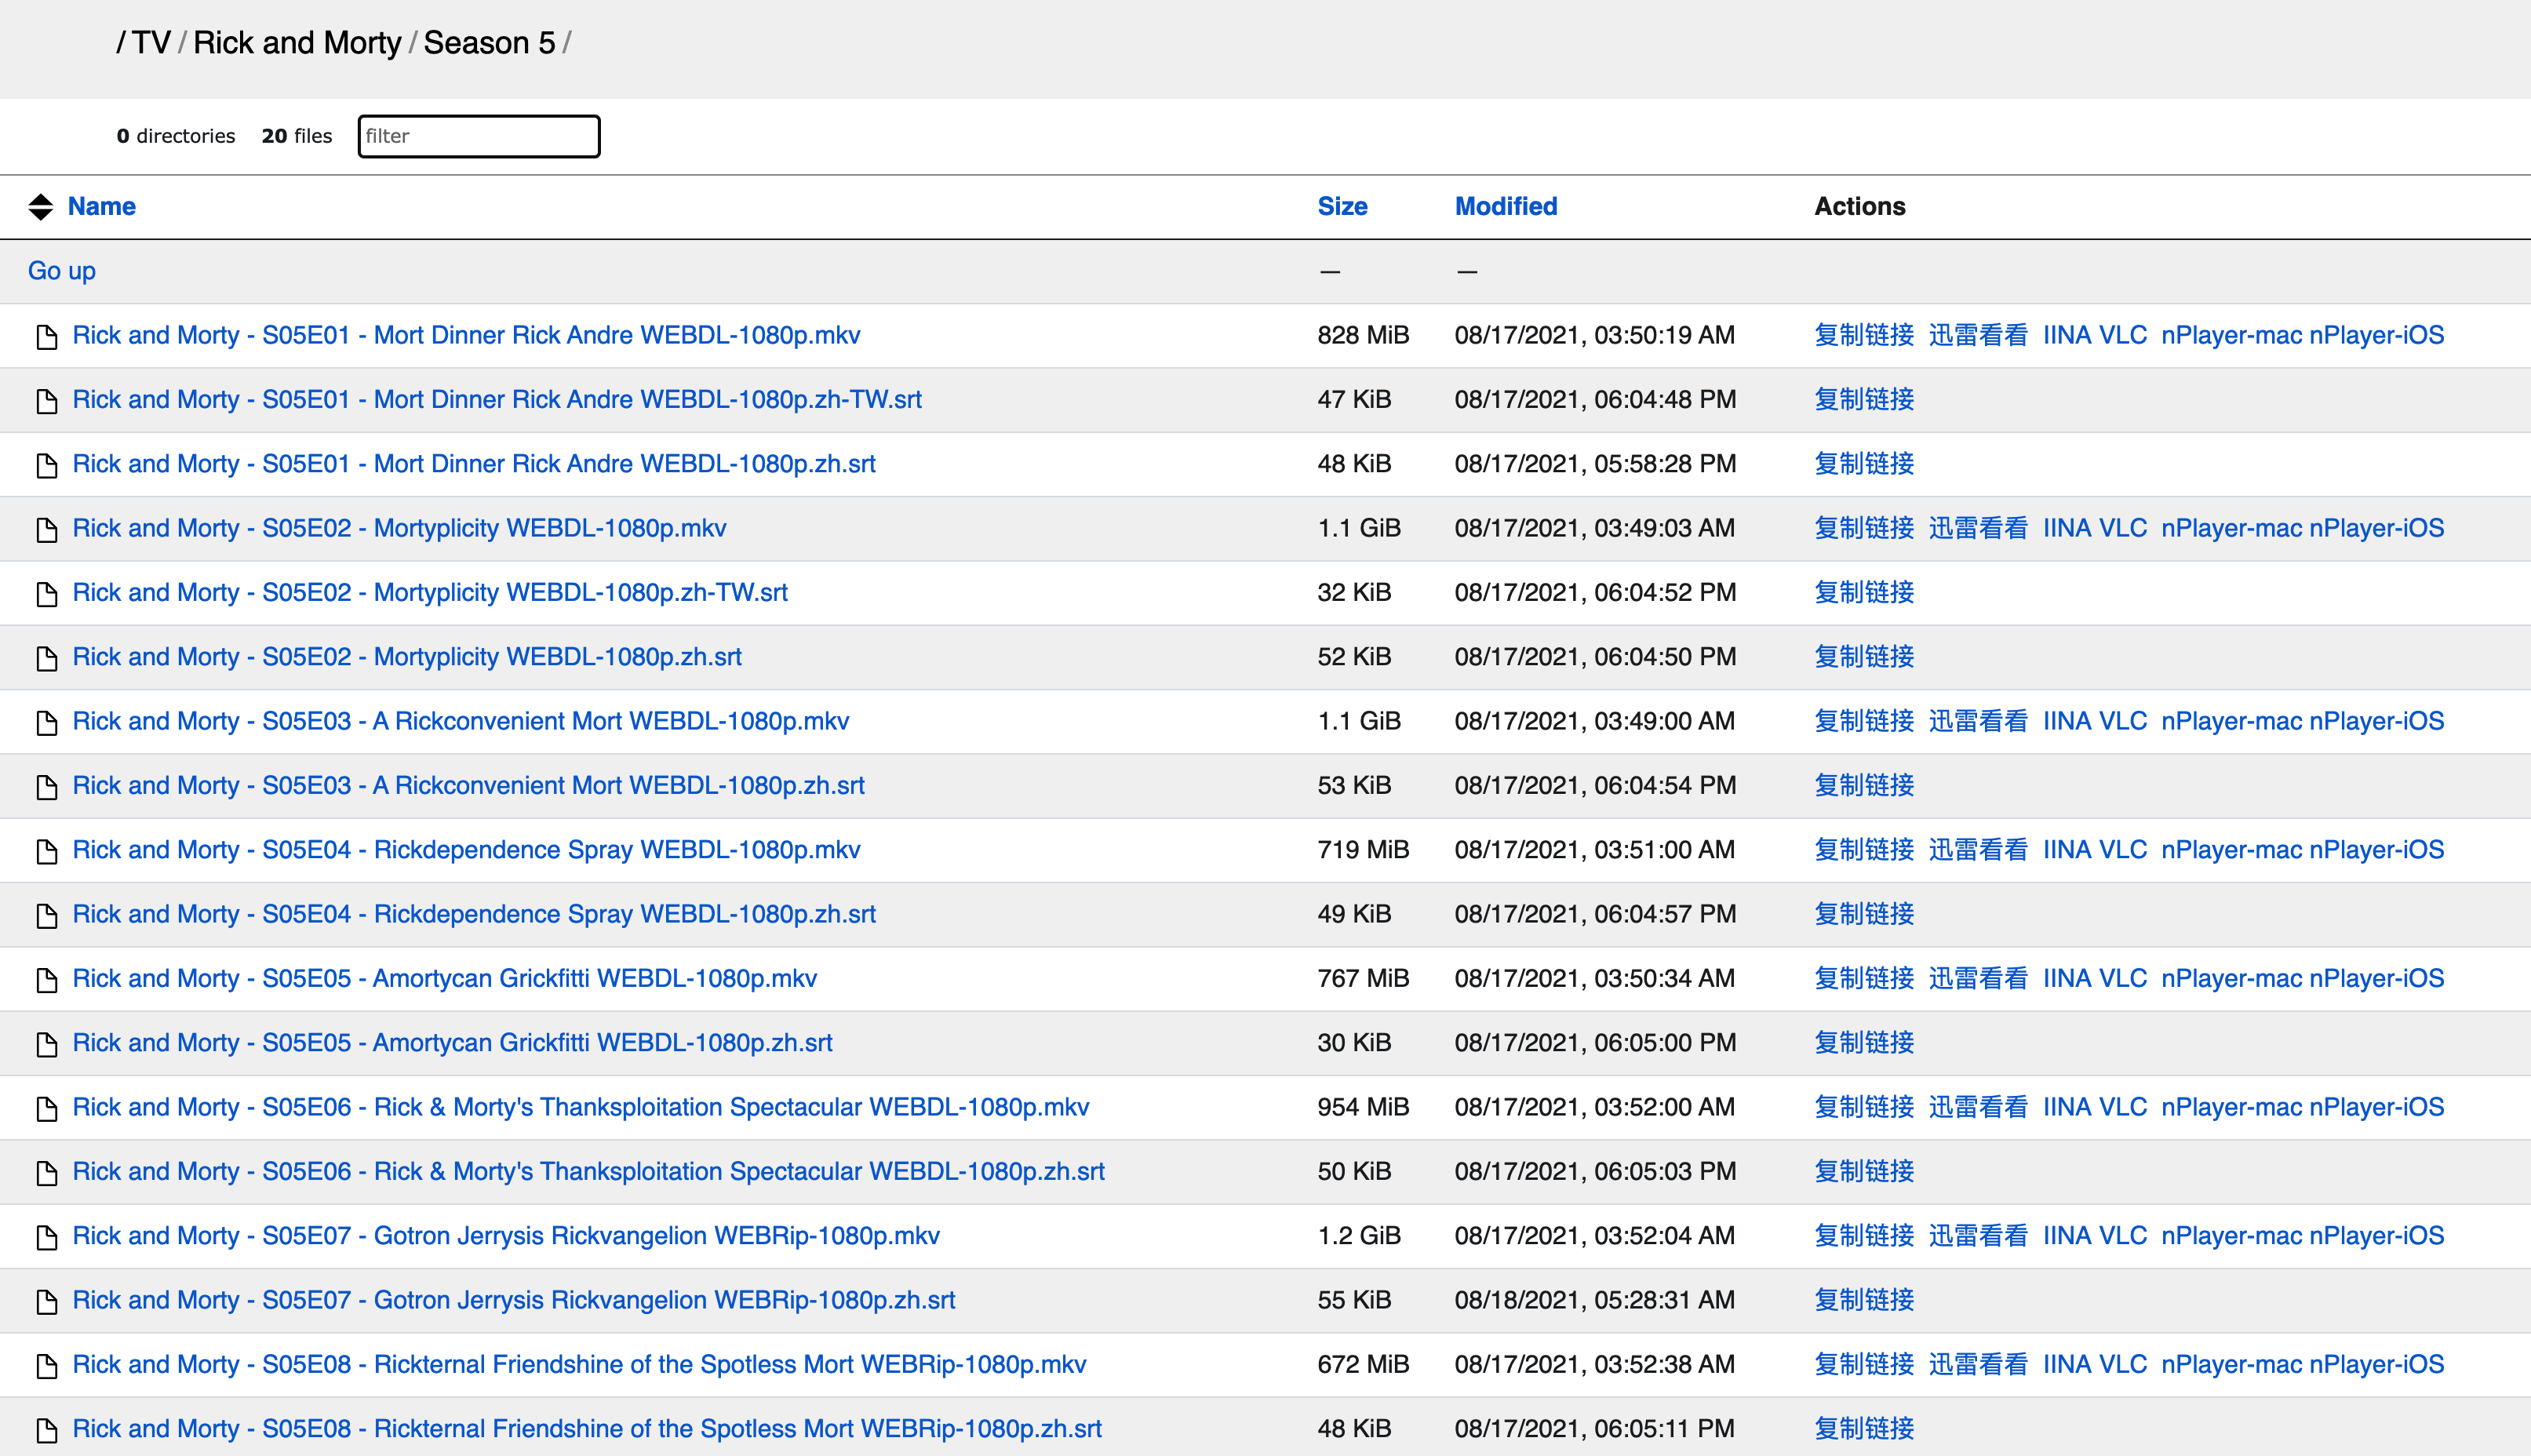 / TV / Rick and Morty / Season 5 /
0 directories 20 files filter
Name Size Modified Actions
Go up — —
Rick and Morty - S05E01 - Mort Dinner Rick Andre WEBDL-1080p.mkv 828 MiB 08/17/2021, 03:50:19 AM 复制链接 迅雷看看 IINA VLC nPlayer-mac nPlayer-iOS
Rick and Morty - S05E01 - Mort Dinner Rick Andre WEBDL-1080p.zh-TW.srt 47 KiB 08/17/2021, 06:04:48 PM 复制链接
Rick and Morty - S05E01 - Mort Dinner Rick Andre WEBDL-1080p.zh.srt 48 KiB 08/17/2021, 05:58:28 PM 复制链接
Rick and Morty - S05E02 - Mortyplicity WEBDL-1080p.mkv 1.1 GiB 08/17/2021, 03:49:03 AM 复制链接 迅雷看看 IINA VLC nPlayer-mac nPlayer-iOS
Rick and Morty - S05E02 - Mortyplicity WEBDL-1080p.zh-TW.srt 32 KiB 08/17/2021, 06:04:52 PM 复制链接
Rick and Morty - S05E02 - Mortyplicity WEBDL-1080p.zh.srt 52 KiB 08/17/2021, 06:04:50 PM 复制链接
Rick and Morty - S05E03 - A Rickconvenient Mort WEBDL-1080p.mkv 1.1 GiB 08/17/2021, 03:49:00 AM 复制链接 迅雷看看 IINA VLC nPlayer-mac nPlayer-iOS
Rick and Morty - S05E03 - A Rickconvenient Mort WEBDL-1080p.zh.srt 53 KiB 08/17/2021, 06:04:54 PM 复制链接
Rick and Morty - S05E04 - Rickdependence Spray WEBDL-1080p.mkv 719 MiB 08/17/2021, 03:51:00 AM 复制链接 迅雷看看 IINA VLC nPlayer-mac nPlayer-iOS
Rick and Morty - S05E04 - Rickdependence Spray WEBDL-1080p.zh.srt 49 KiB 08/17/2021, 06:04:57 PM 复制链接
Rick and Morty - S05E05 - Amortycan Grickfitti WEBDL-1080p.mkv 767 MiB 08/17/2021, 03:50:34 AM 复制链接 迅雷看看 IINA VLC nPlayer-mac nPlayer-iOS
Rick and Morty - S05E05 - Amortycan Grickfitti WEBDL-1080p.zh.srt 30 KiB 08/17/2021, 06:05:00 PM 复制链接
Rick and Morty - S05E06 - Rick & Morty's Thanksploitation Spectacular WEBDL-1080p.mkv 954 MiB 08/17/2021, 03:52:00 AM 复制链接 迅雷看看 IINA VLC nPlayer-mac nPlayer-iOS
Rick and Morty - S05E06 - Rick & Morty's Thanksploitation Spectacular WEBDL-1080p.zh.srt 50 KiB 08/17/2021, 06:05:03 PM 复制链接
Rick and Morty - S05E07 - Gotron Jerrysis Rickvangelion WEBRip-1080p.mkv 1.2 GiB 08/17/2021, 03:52:04 AM 复制链接 迅雷看看 IINA VLC nPlayer-mac nPlayer-iOS
Rick and Morty - S05E07 - Gotron Jerrysis Rickvangelion WEBRip-1080p.zh.srt 55 KiB 08/18/2021, 05:28:31 AM 复制链接
Rick and Morty - S05E08 - Rickternal Friendshine of the Spotless Mort WEBRip-1080p.mkv 672 MiB 08/17/2021, 03:52:38 AM 复制链接 迅雷看看 IINA VLC nPlayer-mac nPlayer-iOS
Rick and Morty - S05E08 - Rickternal Friendshine of the Spotless Mort WEBRip-1080p.zh.srt 48 KiB 08/17/2021, 06:05:11 PM 复制链接